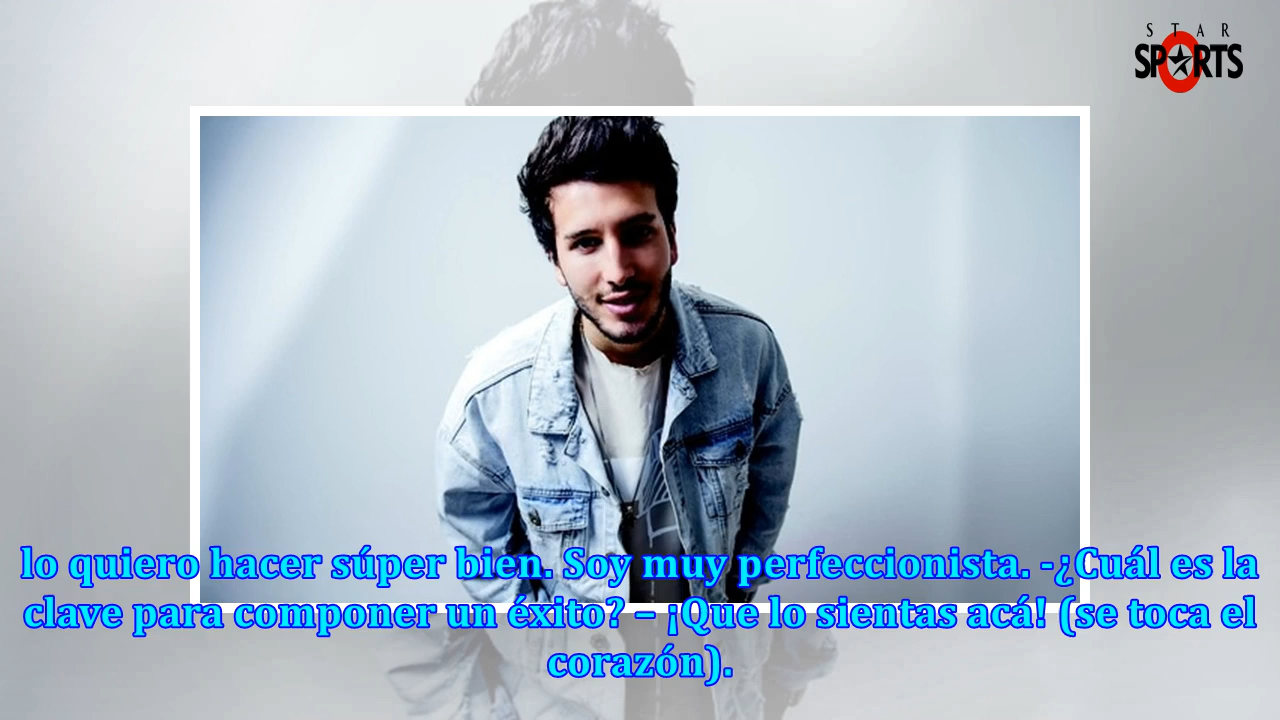 STAR
SPORTS
lo quiero hacer súper bien. Soy muy perfeccionista. -¿Cuál es la
clave para componer un éxito? – ¡Que lo sientas acá! (se toca el
corazón).